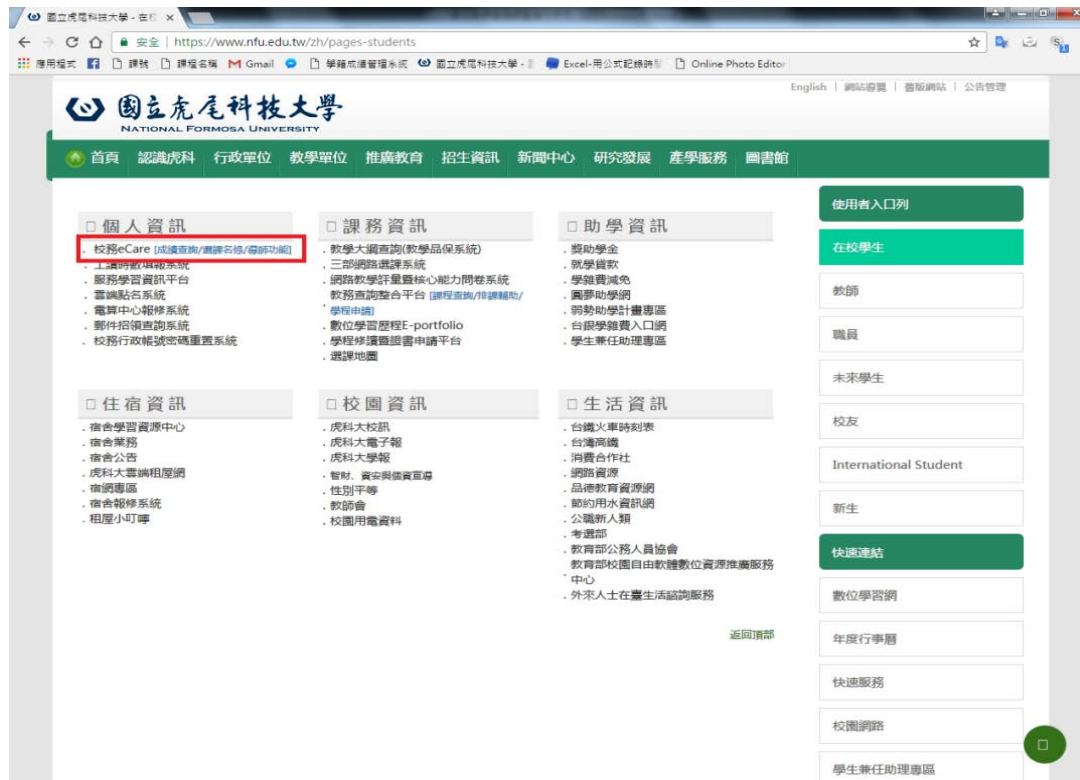 國立虎尾科技大學 - 在校
安全 | https://www.nfu.edu.tw/zh/pages-students
應用程式
課號
課程名稱
Gmail
學籍成績管理系統
國立虎尾科技大學 -
Excel-用公式記錄時
Online Photo Editor
English | 網站導覽 | 舊版網站 | 公告管理
國立虎尾科技大學
NATIONAL FORMOSA UNIVERSITY
首頁 認識虎科 行政單位 教學單位 推廣教育 招生資訊 新聞中心 研究發展 產學服務 圖書館
個人資訊
. 校務eCare [成績查詢/選課名條/導師功能]
. 工讀時數填報系統
. 服務學習資訊平台
. 雲端點名系統
. 電算中心報修系統
. 郵件招領查詢系統
. 校務行政帳號密碼重置系統
課務資訊
. 教學大綱查詢(教學品保系統)
. 三部網路選課系統
. 網路教學評量暨核心能力問卷系統
. 教務查詢整合平台 [課程查詢/排課輔助/
學程申請]
. 數位學習歷程E-portfolio
. 學程修讀暨證書申請平台
. 選課地圖
助學資訊
. 獎助學金
. 就學貸款
. 學雜費減免
. 圓夢助學網
. 弱勢助學計畫專區
. 台銀學雜費入口網
. 學生兼任助理專區
住宿資訊
. 宿舍學習資源中心
. 宿舍業務
. 宿舍公告
. 虎科大雲端租屋網
. 宿網專區
. 宿舍報修系統
. 租屋小叮嚀
校園資訊
. 虎科大校訊
. 虎科大電子報
. 虎科大學報
. 智財、資安與個資宣導
. 性別平等
. 教師會
. 校園用電資料
生活資訊
. 台鐵火車時刻表
. 台灣高鐵
. 消費合作社
. 網路資源
. 品德教育資源網
. 節約用水資訊網
. 公職新人類
. 考選部
. 教育部公務人員協會
. 教育部校園自由軟體數位資源推廣服務
中心
. 外來人士在臺生活諮詢服務
返回頂部
使用者入口列
在校學生
教師
職員
未來學生
校友
International Student
新生
快速連結
數位學習網
年度行事曆
快速服務
校園網路
學生兼任助理專區